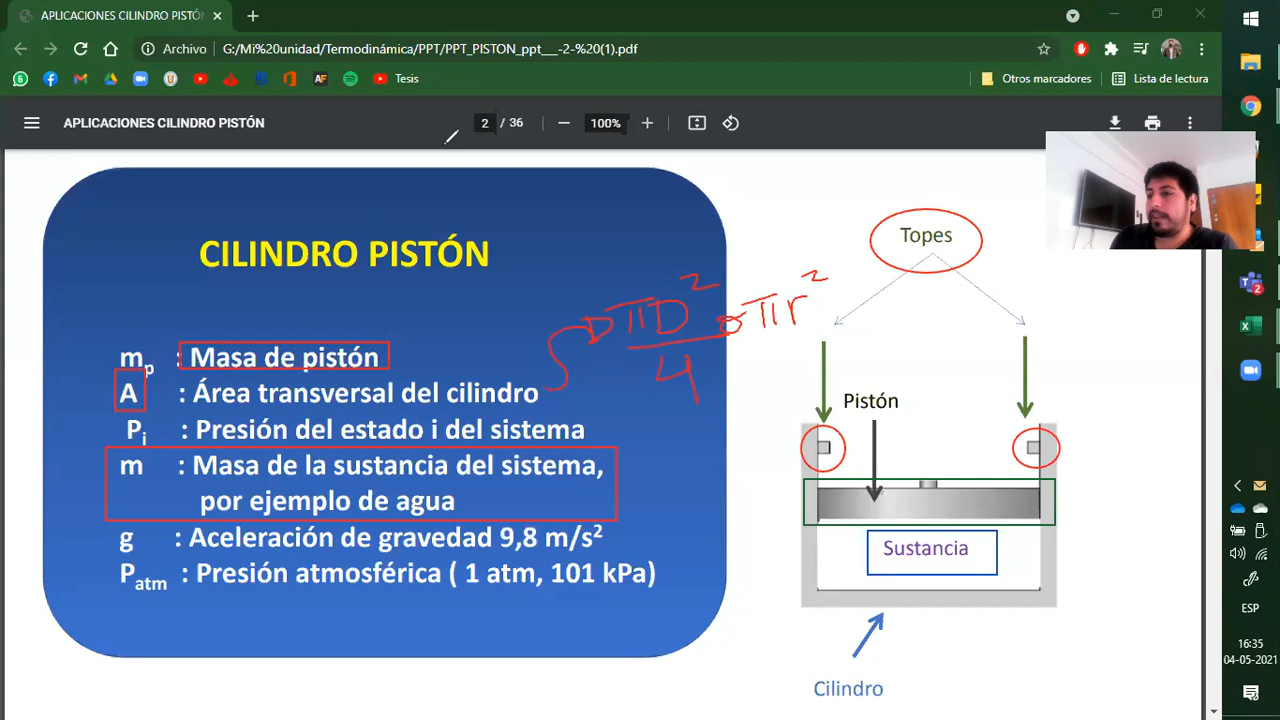 APLICACIONES CILINDRO PISTÓN
Archivo
G:/Mi%20unidad/Termodinámica/PPT/PPT_PISTON_ppt___-2-%20(1).pdf
AF
Tesis
Otros marcadores
Lista de lectura
APLICACIONES CILINDRO PISTÓN
2 / 36
100%
CILINDRO PISTÓN
πD² πr²
4
mp : Masa de pistón
A : Área transversal del cilindro
Pi : Presión del estado i del sistema
m : Masa de la sustancia del sistema,
por ejemplo de agua
g : Aceleración de gravedad 9,8 m/s²
Patm : Presión atmosférica ( 1 atm, 101 kPa)
Topes
Pistón
Sustancia
Cilindro
2
ESP
16:35
04-05-2021